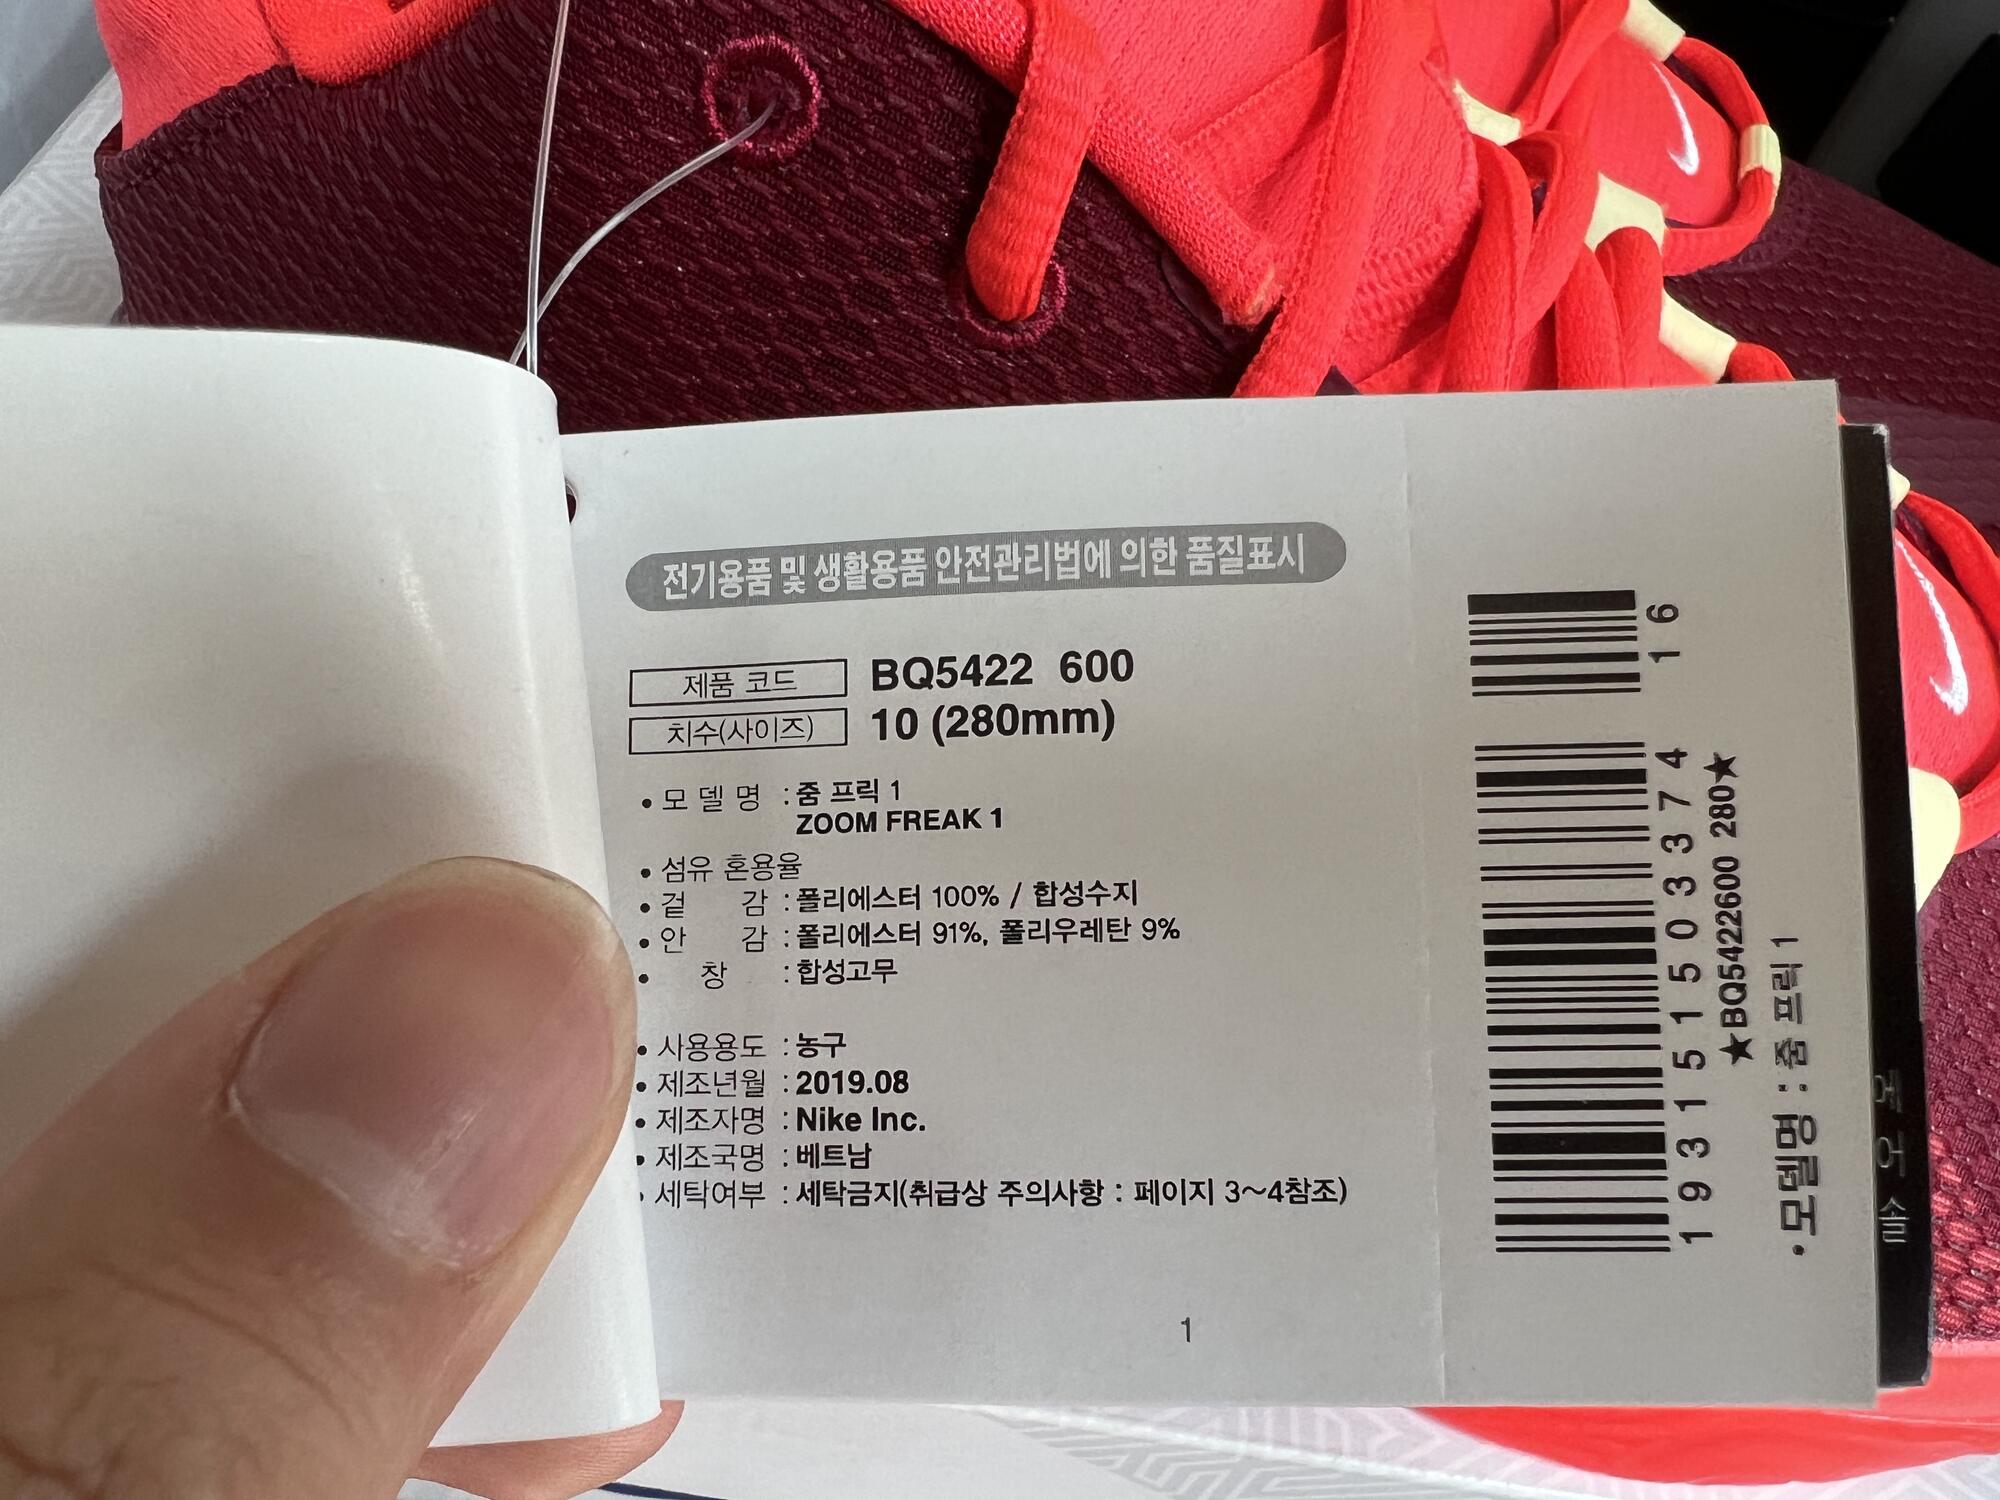 전기용품 및 생활용품 안전관리법에 의한 품질표시
제품 코드 BQ5422 600
치수(사이즈) 10 (280mm)
• 모 델 명 : 줌 프릭 1
ZOOM FREAK 1
• 섬유 혼용율
• 겉 감 : 폴리에스터 100% / 합성수지
• 안 감 : 폴리에스터 91%, 폴리우레탄 9%
• 창 : 합성고무
• 사용용도 : 농구
• 제조년월 : 2019.08
• 제조자명 : Nike Inc.
• 제조국명 : 베트남
• 세탁여부 : 세탁금지(취급상 주의사항 : 페이지 3~4참조)
1
16
193151503374
★BQ5422600 280★
•모델명 : 줌 프릭 1
에어솔